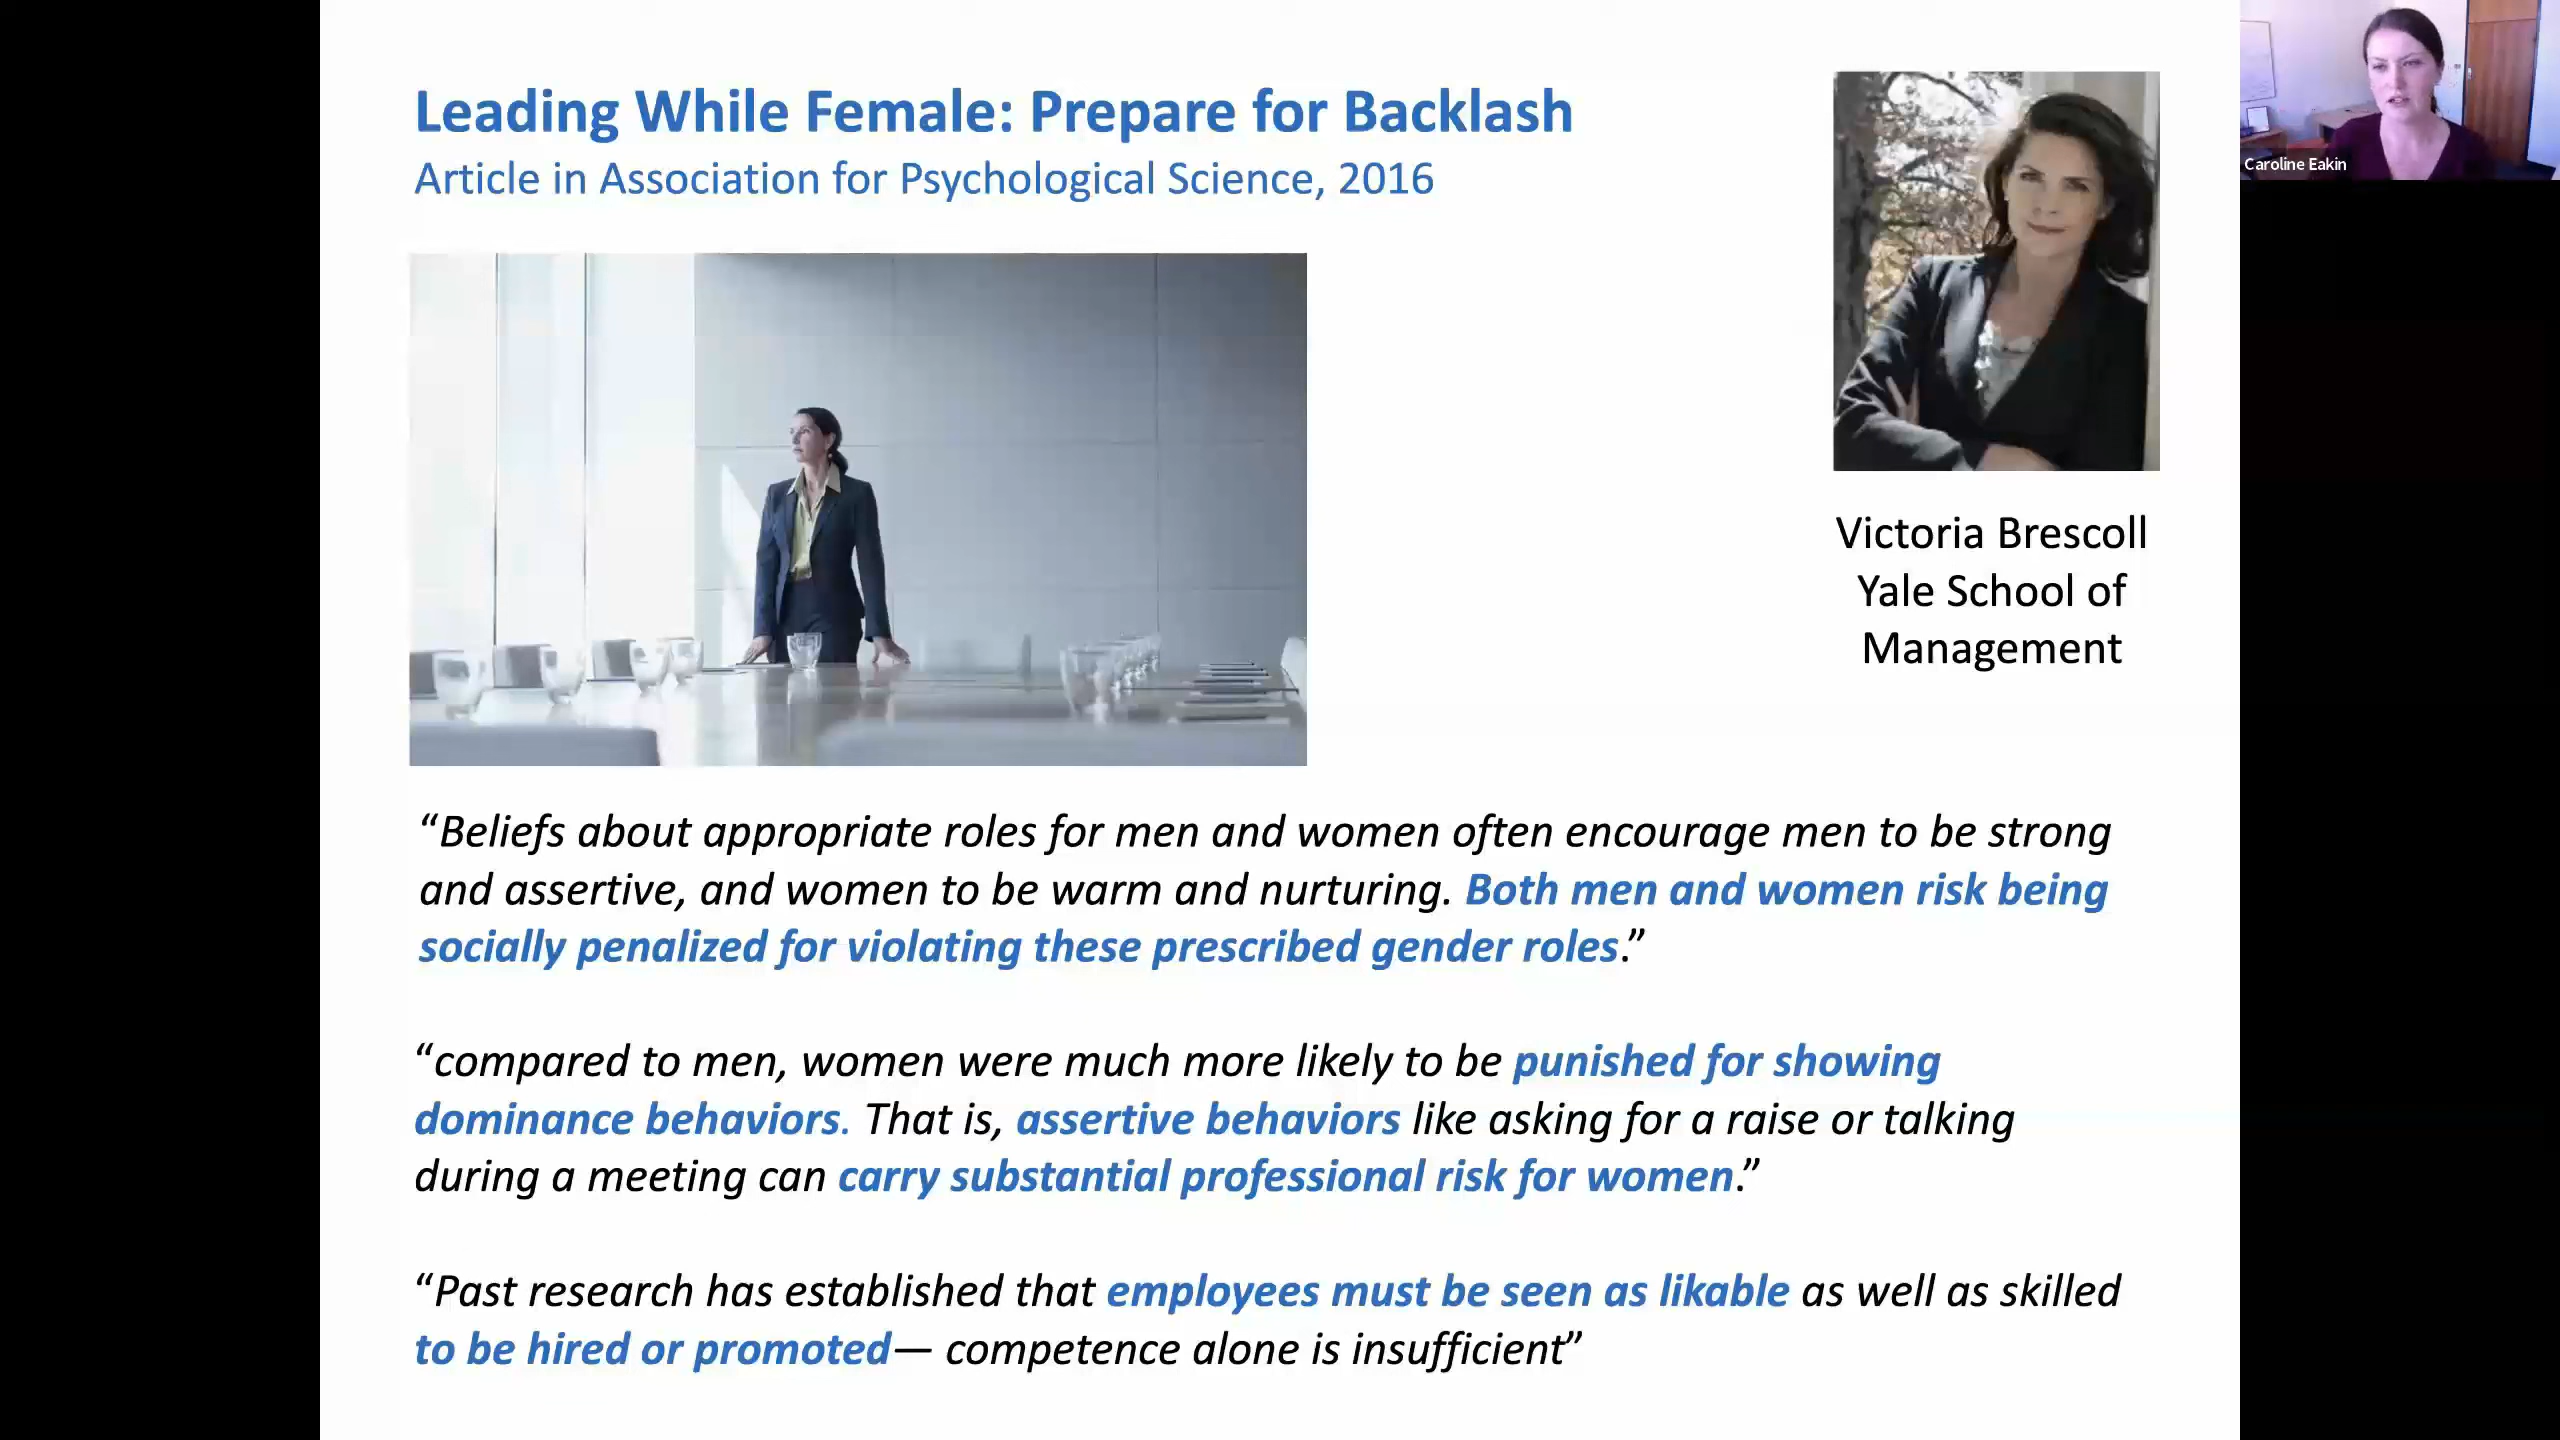 Leading While Female: Prepare for Backlash
Article in Association for Psychological Science, 2016
Caroline Eakin
Victoria Brescoll
Yale School of
Management
“Beliefs about appropriate roles for men and women often encourage men to be strong
and assertive, and women to be warm and nurturing. Both men and women risk being
socially penalized for violating these prescribed gender roles.”
“compared to men, women were much more likely to be punished for showing
dominance behaviors. That is, assertive behaviors like asking for a raise or talking
during a meeting can carry substantial professional risk for women.”
“Past research has established that employees must be seen as likable as well as skilled
to be hired or promoted— competence alone is insufficient”